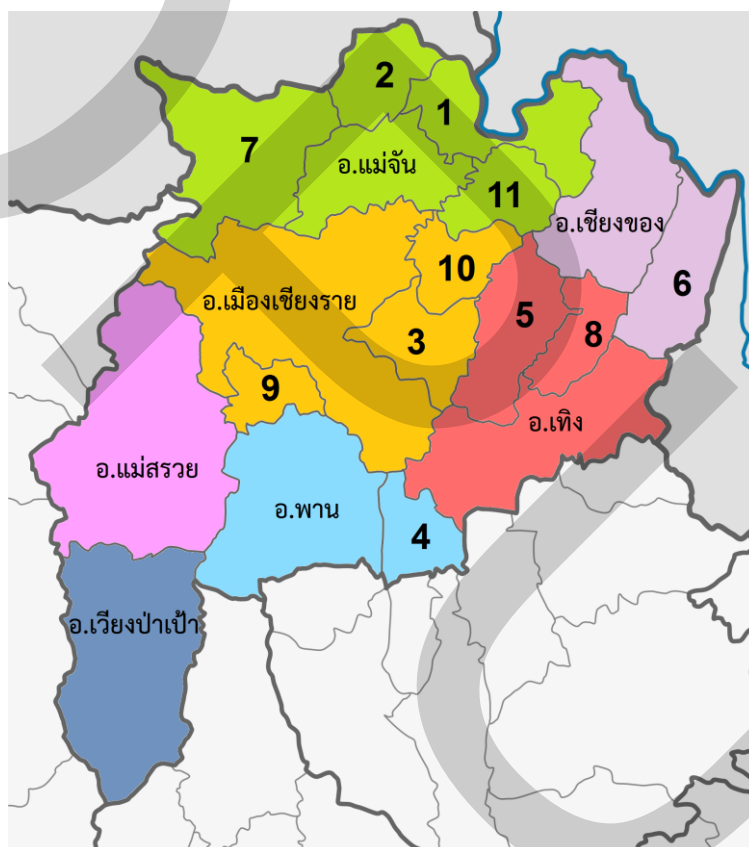 2
1
7
อ.แม่จัน
11
อ.เชียงของ
10
อ.เมืองเชียงราย
6
5
3
8
9
อ.เทิง
อ.แม่สรวย
อ.พาน
4
อ.เวียงป่าเป้า